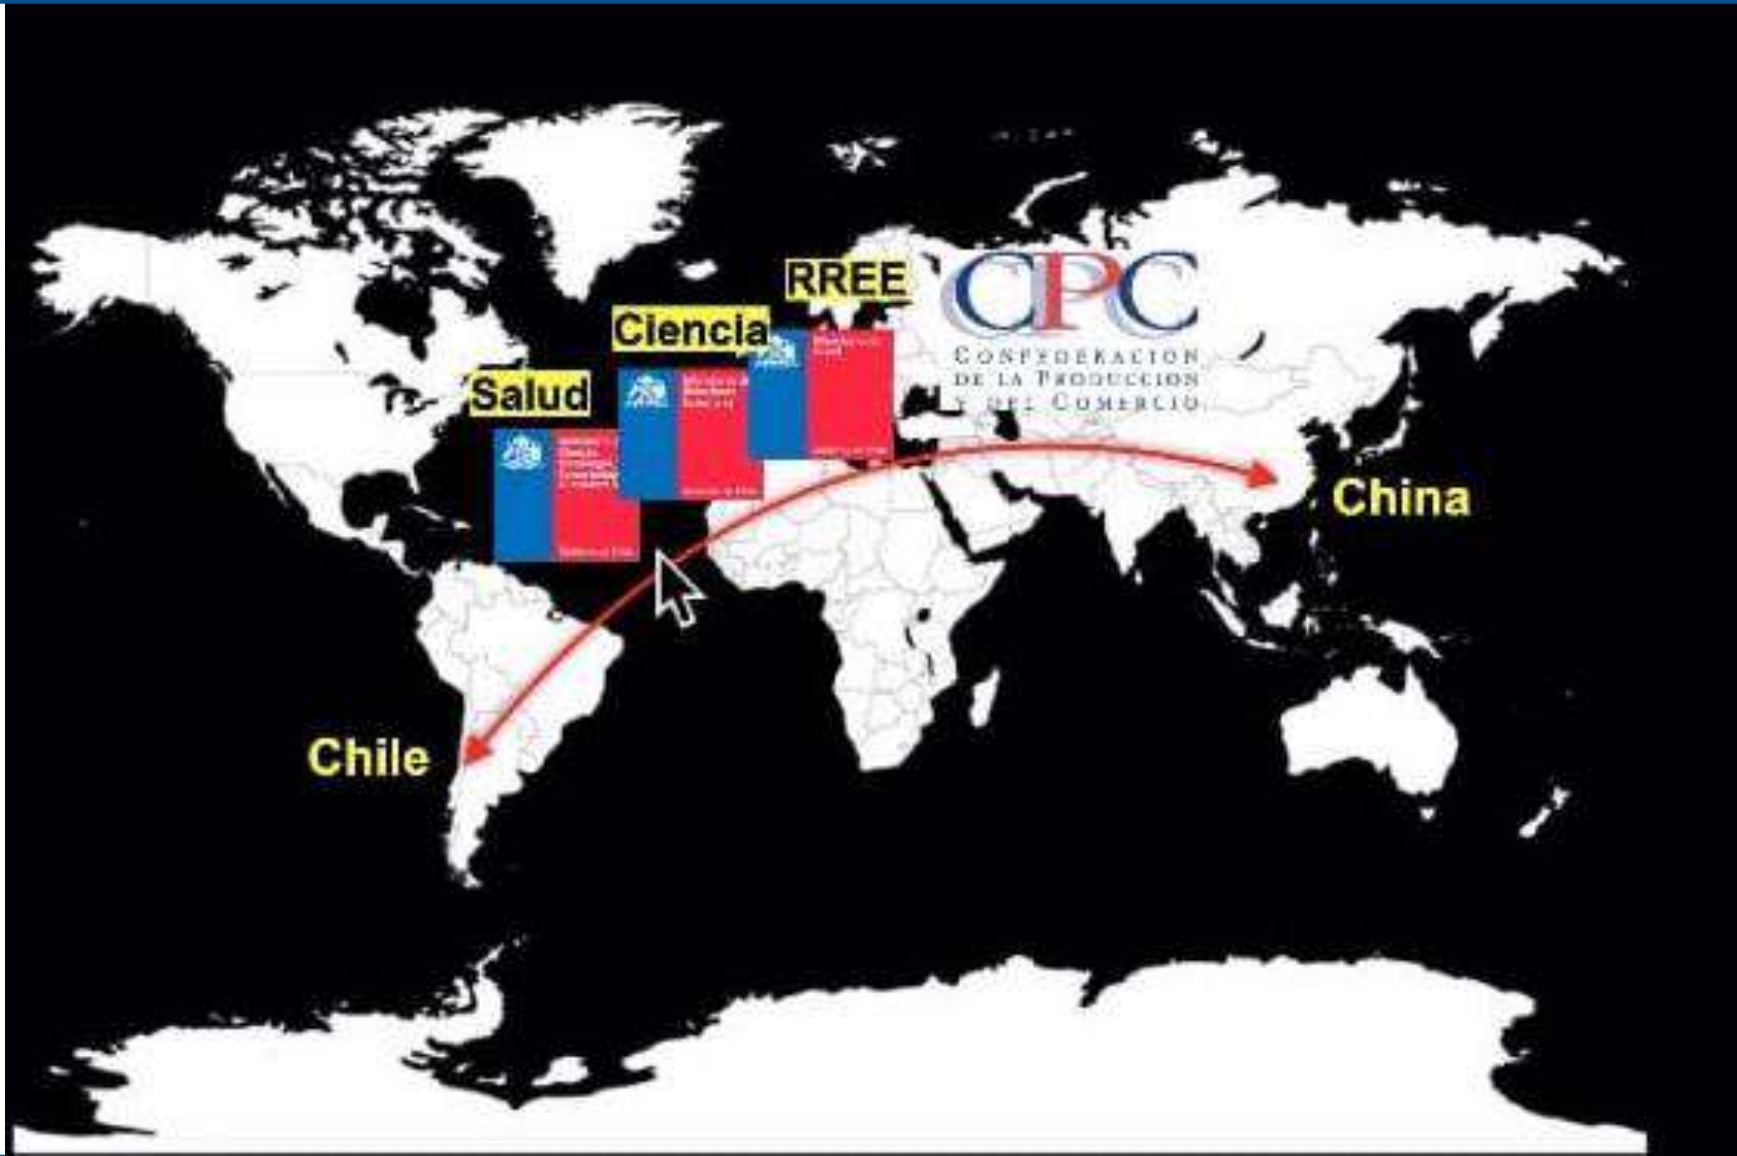 RREE
Ciencia
Salud
CPC
CONFEDERACION
DE LA PRODUCCION
Y DEL COMERCIO
China
Chile